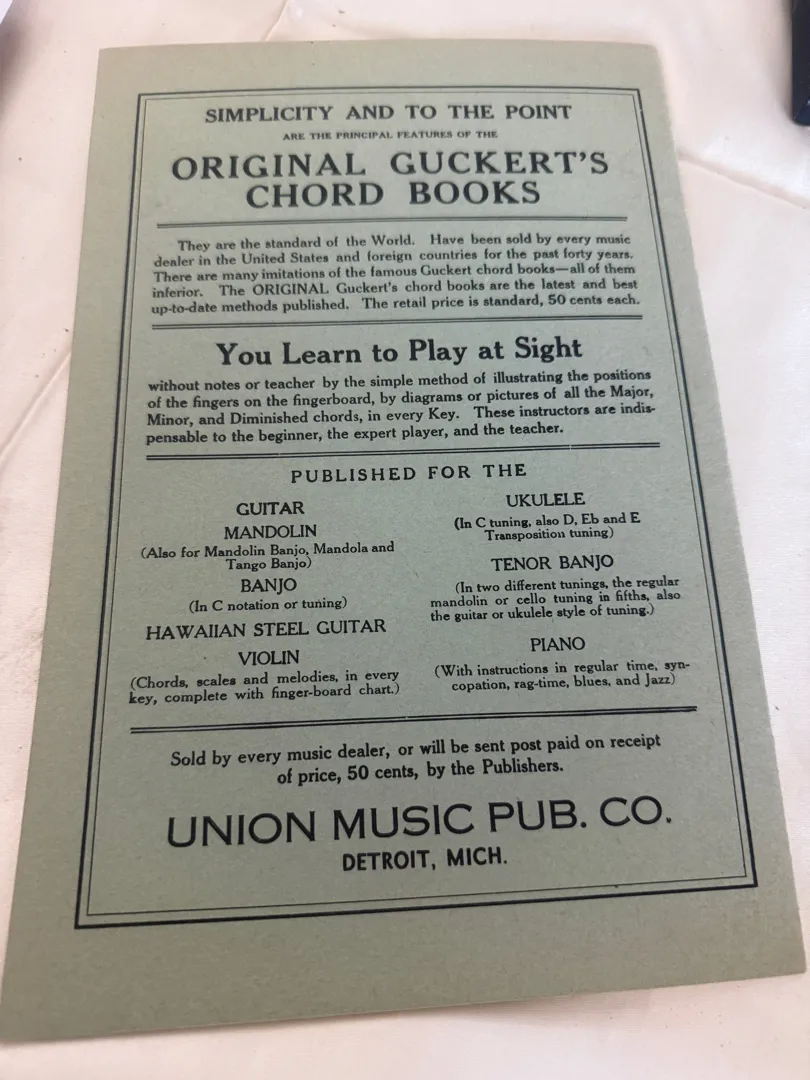 SIMPLICITY AND TO THE POINT
ARE THE PRINCIPAL FEATURES OF THE
ORIGINAL GUCKERT'S
CHORD BOOKS
They are the standard of the World. Have been sold by every music
dealer in the United States and foreign countries for the past forty years.
There are many imitations of the famous Guckert chord books—all of them
inferior. The ORIGINAL Guckert's chord books are the latest and best
up-to-date methods published. The retail price is standard, 50 cents each.
You Learn to Play at Sight
without notes or teacher by the simple method of illustrating the positions
of the fingers on the fingerboard, by diagrams or pictures of all the Major,
Minor, and Diminished chords, in every Key. These instructors are indis-
pensable to the beginner, the expert player, and the teacher.
PUBLISHED FOR THE
GUITAR
MANDOLIN
(Also for Mandolin Banjo, Mandola and
Tango Banjo)
BANJO
(In C notation or tuning)
HAWAIIAN STEEL GUITAR
VIOLIN
(Chords, scales and melodies, in every
key, complete with finger-board chart.)
UKULELE
(In C tuning, also D, Eb and E
Transposition tuning)
TENOR BANJO
(In two different tunings, the regular
mandolin or cello tuning in fifths, also
the guitar or ukulele style of tuning.)
PIANO
(With instructions in regular time, syn-
copation, rag-time, blues, and Jazz)
Sold by every music dealer, or will be sent post paid on receipt
of price, 50 cents, by the Publishers.
UNION MUSIC PUB. CO.
DETROIT, MICH.